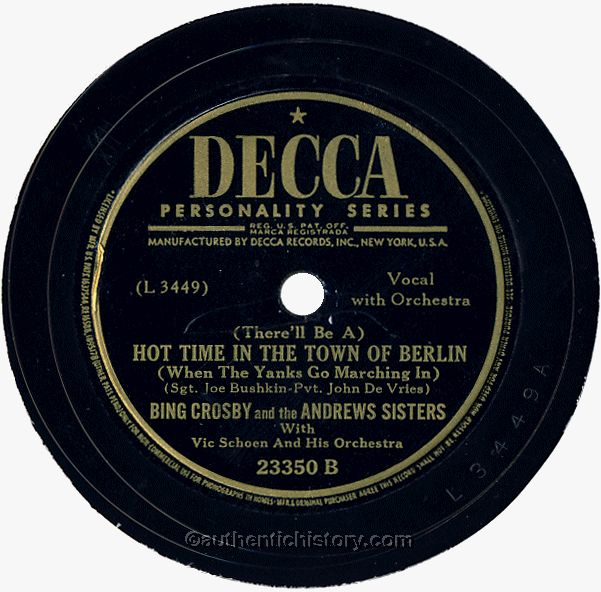 DECCA
PERSONALITY SERIES
REG. U.S. PAT. OFF.
MARCA REGISTRADA
MANUFACTURED BY DECCA RECORDS, INC., NEW YORK, U.S.A.
(L 3449)
Vocal
with Orchestra
(There'll Be A)
HOT TIME IN THE TOWN OF BERLIN
(When The Yanks Go Marching In)
(Sgt. Joe Bushkin-Pvt. John De Vries)
BING CROSBY and the ANDREWS SISTERS
With
Vic Schoen And His Orchestra
23350 B
L 3449A
©authentichistory.com